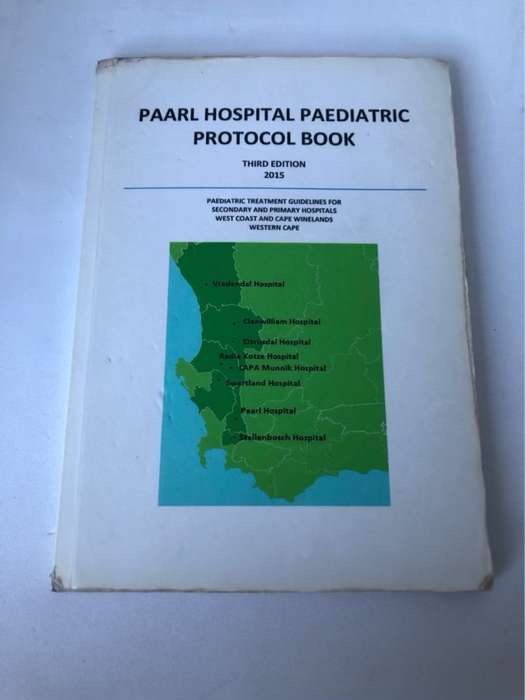 PAARL HOSPITAL PAEDIATRIC
PROTOCOL BOOK
THIRD EDITION
2015
PAEDIATRIC TREATMENT GUIDELINES FOR
SECONDARY AND PRIMARY HOSPITALS
WEST COAST AND CAPE WINELANDS
WESTERN CAPE
Vredendal Hospital
Clanwilliam Hospital
Citrusdal Hospital
Radie Kotze Hospital
LAPA Munnik Hospital
Swartland Hospital
Paarl Hospital
Stellenbosch Hospital